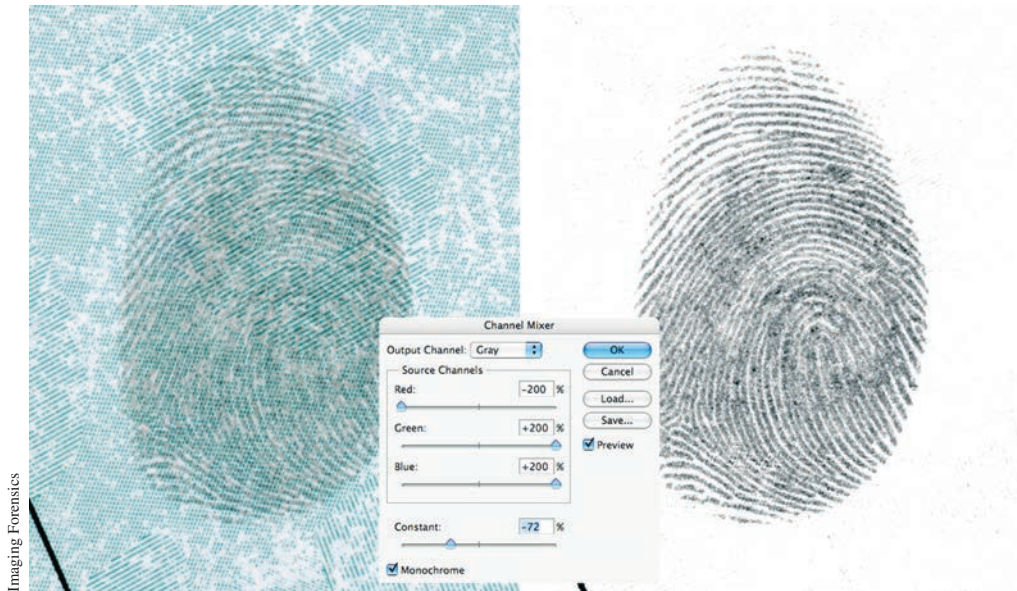 Imaging Forensics
Channel Mixer
Output Channel: Gray
OK
Source Channels
Cancel
Red: -200 %
Load...
Green: +200 %
Save...
Preview
Blue: +200 %
Constant: -72 %
Monochrome